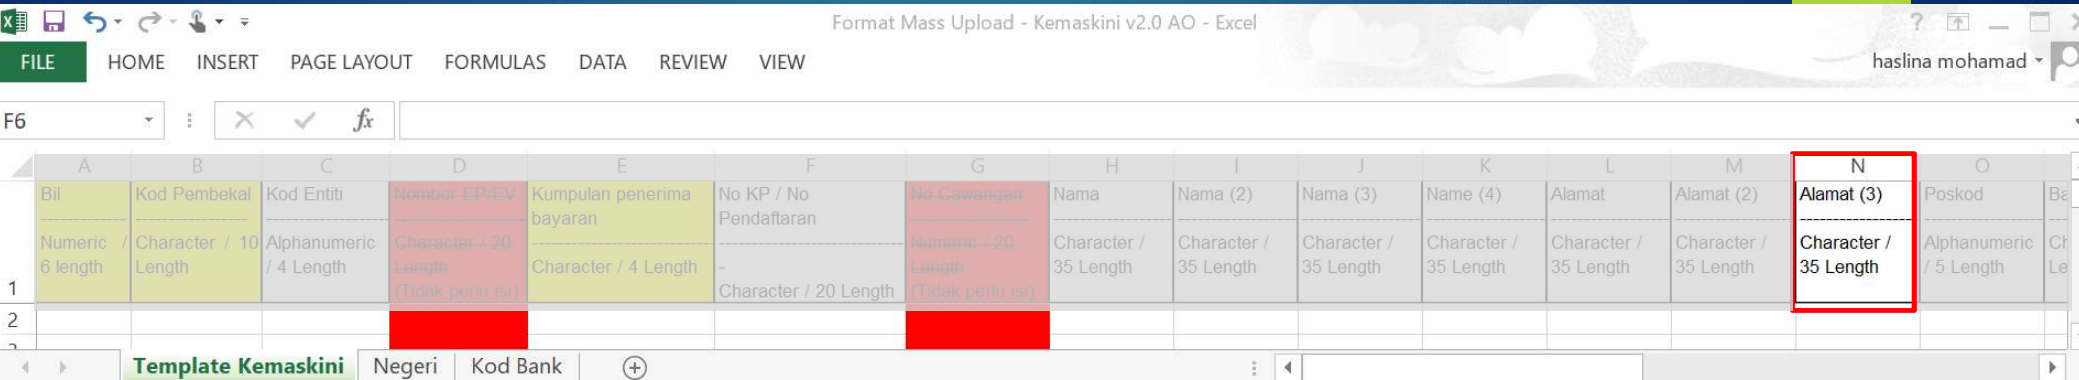 Format Mass Upload - Kemaskini v2.0 AO - Excel
?
FILE HOME INSERT PAGE LAYOUT FORMULAS DATA REVIEW VIEW
haslina mohamad
F6
fx
A B C D E F G H I J K L M N O
Bil
Numeric / 6 length
Kod Pembekal
Character / 10 Length
Kod Entiti
Alphanumeric / 4 Length
Nombor EP/EV
Character / 20 Length
(Tidak perlu isi)
Kumpulan penerima bayaran
Character / 4 Length
No KP / No Pendaftaran
Character / 20 Length
No Cawangan
Numeric / 20 Length
(Tidak perlu isi)
Nama
Character / 35 Length
Nama (2)
Character / 35 Length
Nama (3)
Character / 35 Length
Name (4)
Character / 35 Length
Alamat
Character / 35 Length
Alamat (2)
Character / 35 Length
Alamat (3)
Character / 35 Length
Poskod
Alphanumeric / 5 Length
1
2
Template Kemaskini Negeri Kod Bank